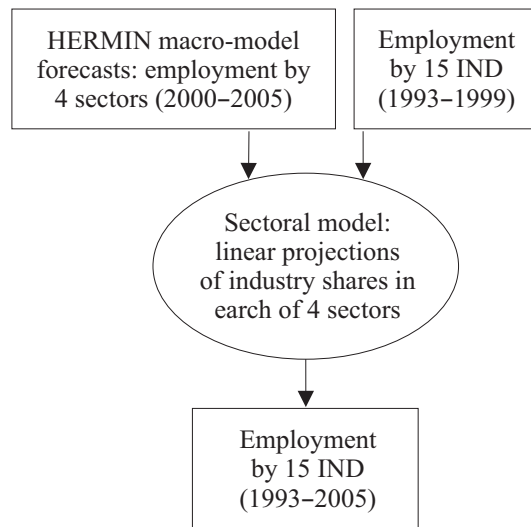 HERMIN macro-model
forecasts: employment by
4 sectors (2000–2005)
Employment
by 15 IND
(1993–1999)
Sectoral model:
linear projections
of industry shares in
earch of 4 sectors
Employment
by 15 IND
(1993–2005)